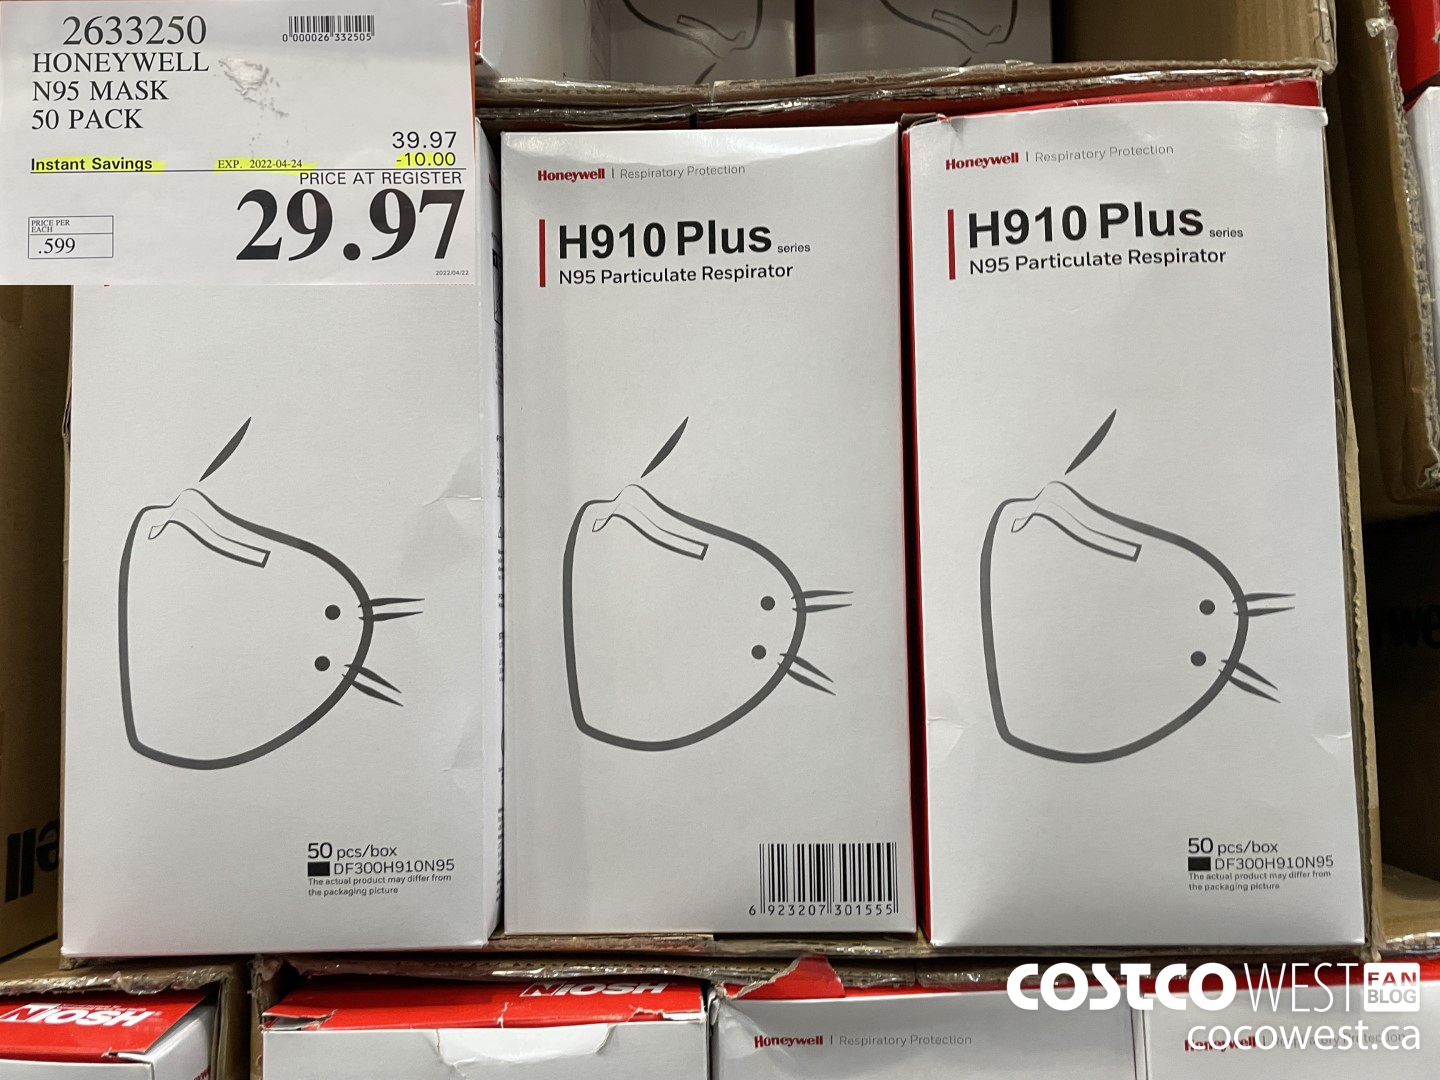 2633250
0 000026 332505
HONEYWELL
N95 MASK
50 PACK
39.97
Instant Savings EXP. 2022-04-24 -10.00
PRICE AT REGISTER
29.97
PRICE PER
EACH
.599
2022/04/22
Honeywell | Respiratory Protection
H910 Plus series
N95 Particulate Respirator
Honeywell | Respiratory Protection
H910 Plus series
N95 Particulate Respirator
50 pcs/box
DF300H910N95
The actual product may differ from
the packaging picture
6 923207 301555
50 pcs/box
DF300H910N95
The actual product may differ from
the packaging picture
NIOSH
NIOSH
Honeywell | Respiratory Protection
COSTCO WEST FAN BLOG
cocowest.ca